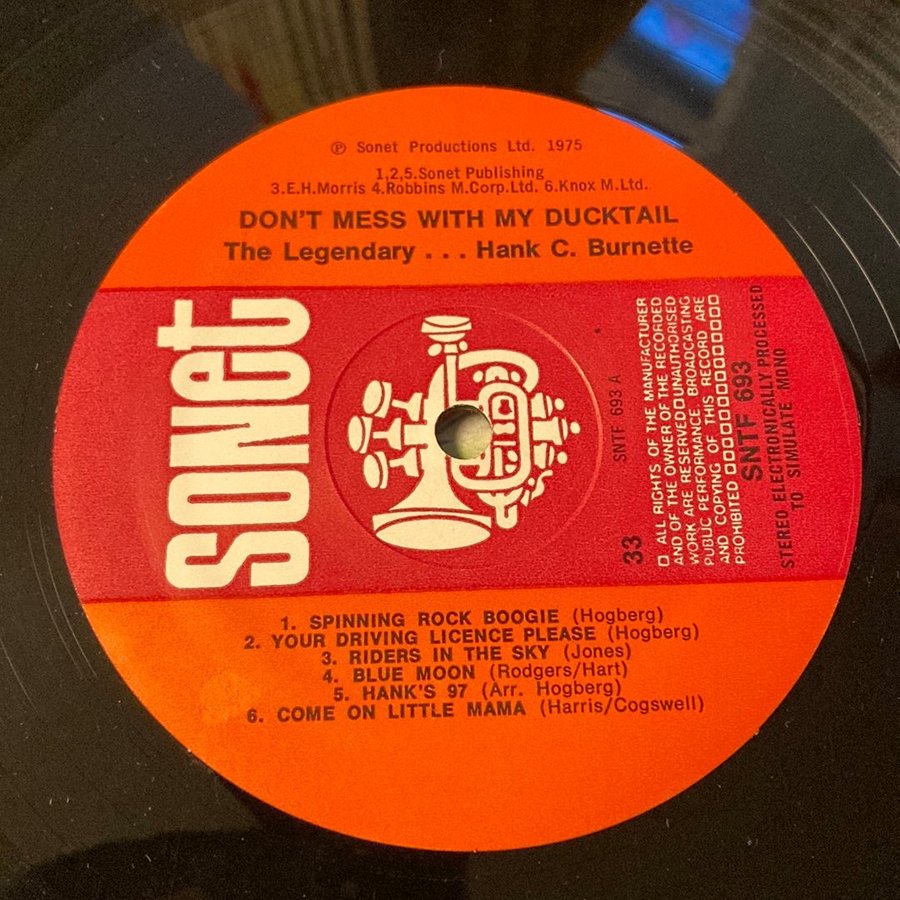 ℗ Sonet Productions Ltd. 1975
1,2,5.Sonet Publishing
3.E.H.Morris 4.Robbins M.Corp.Ltd. 6.Knox M.Ltd.
DON'T MESS WITH MY DUCKTAIL
The Legendary . . . Hank C. Burnette
sonet
SNTF 693 A
33
□ ALL RIGHTS OF THE MANUFACTURER
AND OF THE OWNER OF THE RECORDED
WORK ARE RESERVED□UNAUTHORISED
PUBLIC PERFORMANCE, BROADCASTING
AND COPYING OF THIS RECORD ARE
PROHIBITED □□□□□□□□□□□□□
SNTF 693
STEREO ELECTRONICALLY PROCESSED
TO SIMULATE MONO
1. SPINNING ROCK BOOGIE (Hogberg)
2. YOUR DRIVING LICENCE PLEASE (Hogberg)
3. RIDERS IN THE SKY (Jones)
4. BLUE MOON (Rodgers/Hart)
5. HANK'S 97 (Arr. Hogberg)
6. COME ON LITTLE MAMA (Harris/Cogswell)